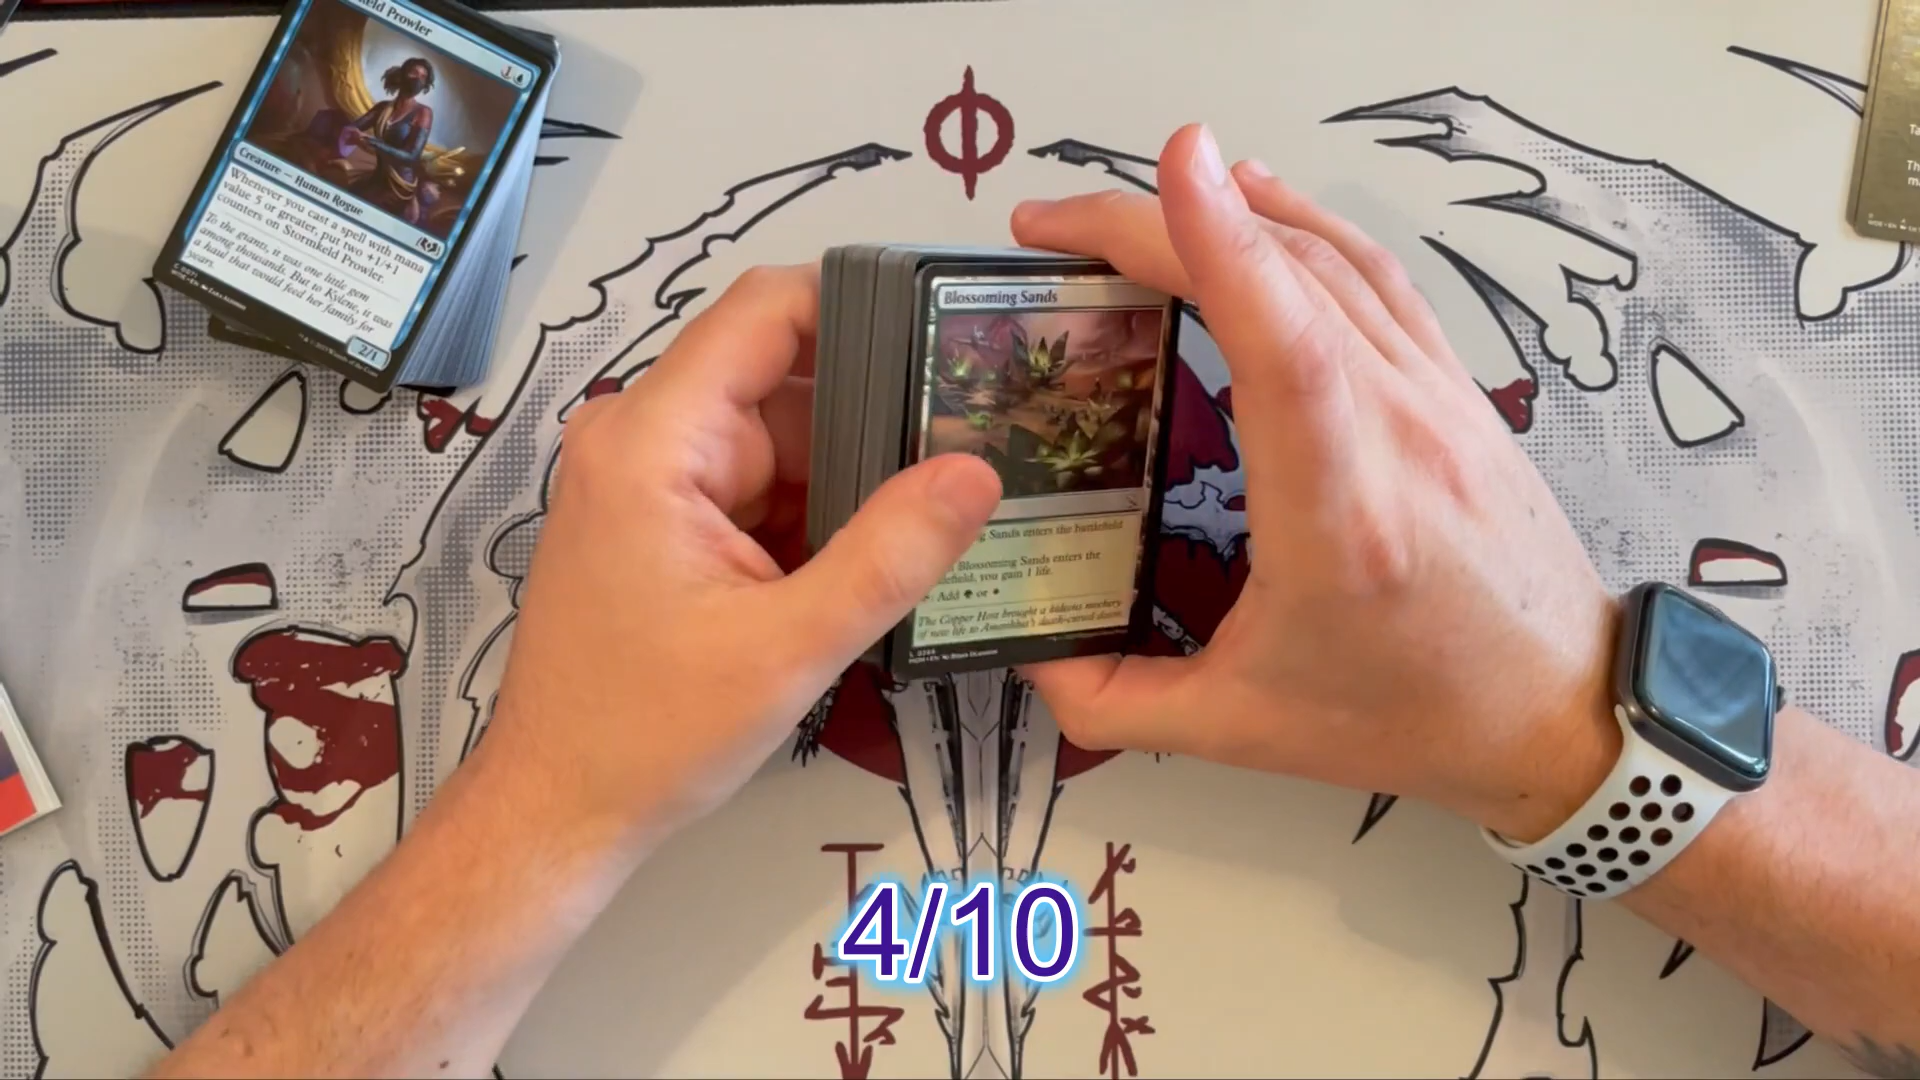 keld Prowler
Creature — Human Rogue
Whenever you cast a spell with mana
value 5 or greater, put two +1/+1
counters on Stormkeld Prowler.
To the giants, it was one little gem
among thousands. But to Kylene, it was
a haul that would feed her family for
years.
2/1
Blossoming Sands
Sands enters the battlefield
Blossoming Sands enters the
you gain 1 life.
Add or
The Copper Host brought a hideous mockery
of new life to Amonkhet's death-cursed dunes.
4/10